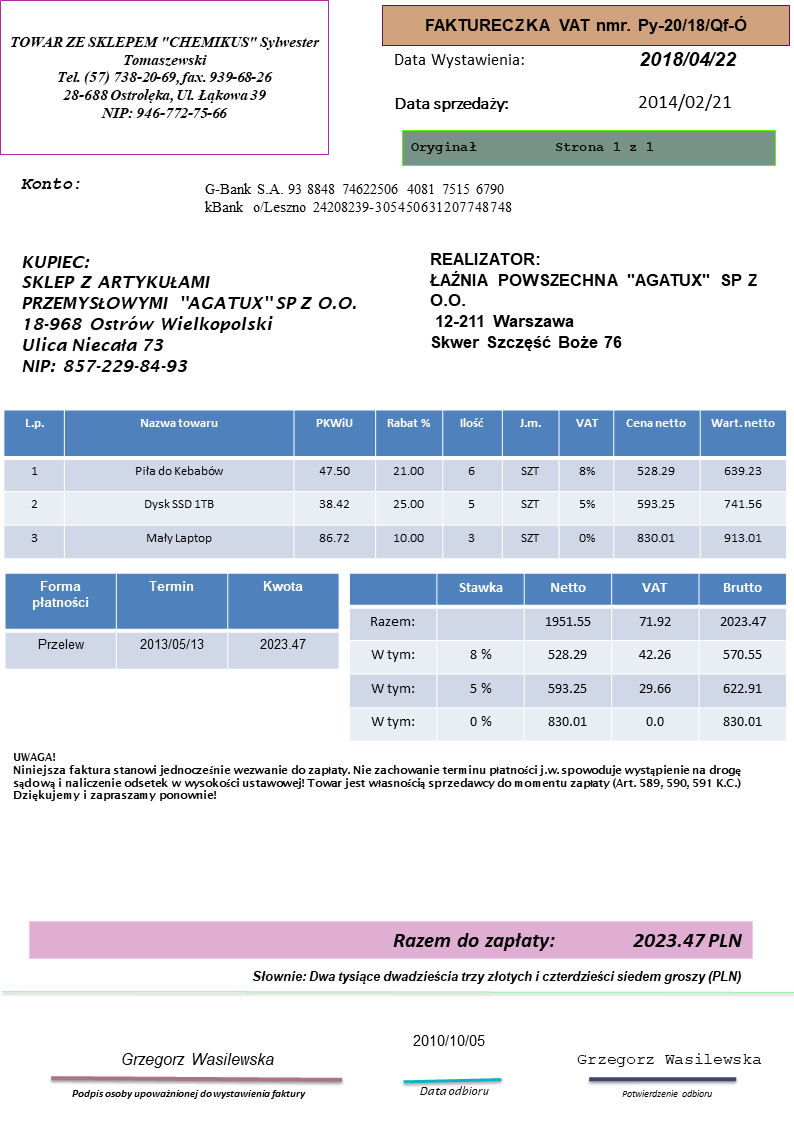 TOWAR ZE SKLEPEM "CHEMIKUS" Sylwester
Tomaszewski
Tel. (57) 738-20-69, fax. 939-68-26
28-688 Ostrołęka, Ul. Łąkowa 39
NIP: 946-772-75-66
FAKTURECZKA VAT nmr. Py-20/18/Qf-Ó
Data Wystawienia: 2018/04/22
Data sprzedaży: 2014/02/21
Oryginał Strona 1 z 1
Konto:
G-Bank S.A. 93 8848 74622506 4081 7515 6790
kBank o/Leszno 24208239-305450631207748748
KUPIEC:
SKLEP Z ARTYKUŁAMI
PRZEMYSŁOWYMI "AGATUX" SP Z O.O.
18-968 Ostrów Wielkopolski
Ulica Niecała 73
NIP: 857-229-84-93
REALIZATOR:
ŁAŹNIA POWSZECHNA "AGATUX" SP Z
O.O.
12-211 Warszawa
Skwer Szczęść Boże 76
L.p. Nazwa towaru PKWiU Rabat % Ilość J.m. VAT Cena netto Wart. netto
1 Piła do Kebabów 47.50 21.00 6 SZT 8% 528.29 639.23
2 Dysk SSD 1TB 38.42 25.00 5 SZT 5% 593.25 741.56
3 Mały Laptop 86.72 10.00 3 SZT 0% 830.01 913.01
Forma płatności Termin Kwota
Przelew 2013/05/13 2023.47
Stawka Netto VAT Brutto
Razem: 1951.55 71.92 2023.47
W tym: 8 % 528.29 42.26 570.55
W tym: 5 % 593.25 29.66 622.91
W tym: 0 % 830.01 0.0 830.01
UWAGA!
Niniejsza faktura stanowi jednocześnie wezwanie do zapłaty. Nie zachowanie terminu płatności j.w. spowoduje wystąpienie na drogę
sądową i naliczenie odsetek w wysokości ustawowej! Towar jest własnością sprzedawcy do momentu zapłaty (Art. 589, 590, 591 K.C.)
Dziękujemy i zapraszamy ponownie!
Razem do zapłaty: 2023.47 PLN
Słownie: Dwa tysiące dwadzieścia trzy złotych i czterdzieści siedem groszy (PLN)
Grzegorz Wasilewska
Podpis osoby upoważnionej do wystawienia faktury
2010/10/05
Data odbioru
Grzegorz Wasilewska
Potwierdzenie odbioru